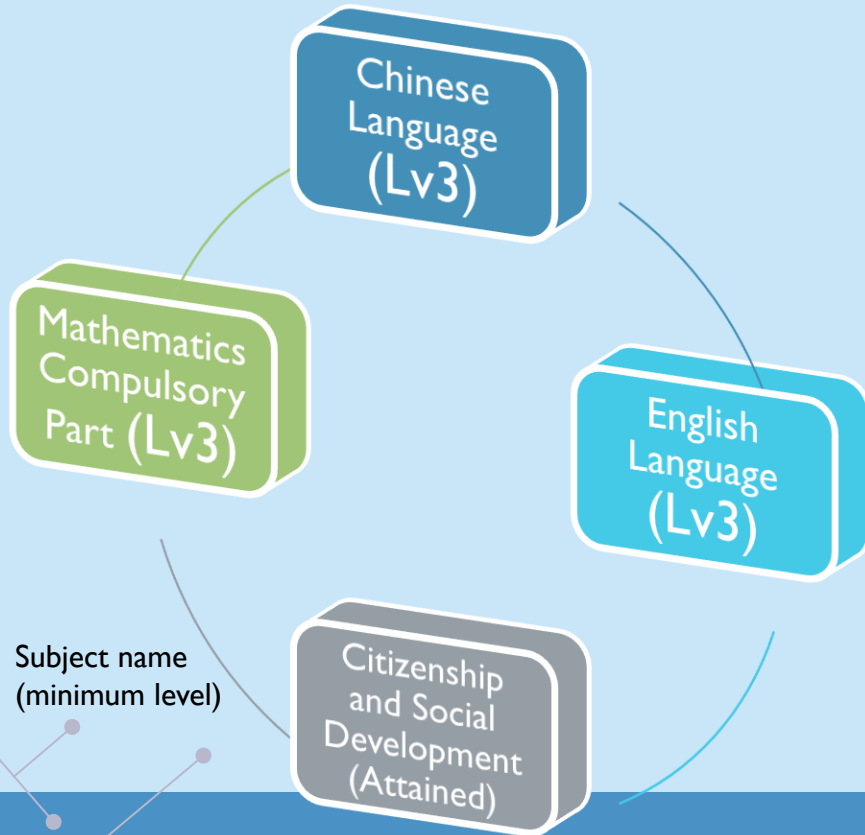 Chinese
Language
(Lv3)
Mathematics
Compulsory
Part (Lv3)
English
Language
(Lv3)
Subject name
(minimum level)
Citizenship
and Social
Development
(Attained)